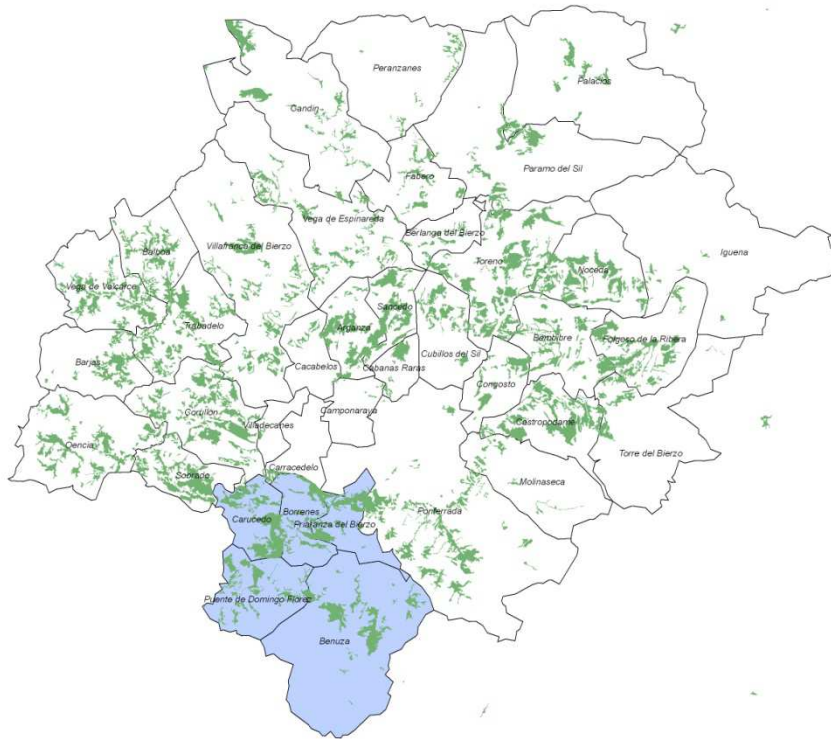 Peranzanes
Palacios
Candin
Paramo del Sil
Fabero
Vega de Espinareda
Berlanga del Bierzo
Villafranca del Bierzo
Balboa
Iguena
Toreno
Noceda
Vega de Valcarce
Sancedo
Trabadelo
Arganza
Bembibre
Folgoso de la Ribera
Cubillos del Sil
Barjas
Cacabelos
Cabanas Raras
Congosto
Corullon
Camponaraya
Castropodame
Villadecanes
Oencia
Torre del Bierzo
Carracedelo
Sobrado
Molinaseca
Borrenes
Ponferrada
Carucedo
Priaranza del Bierzo
Puente de Domingo Florez
Benuza